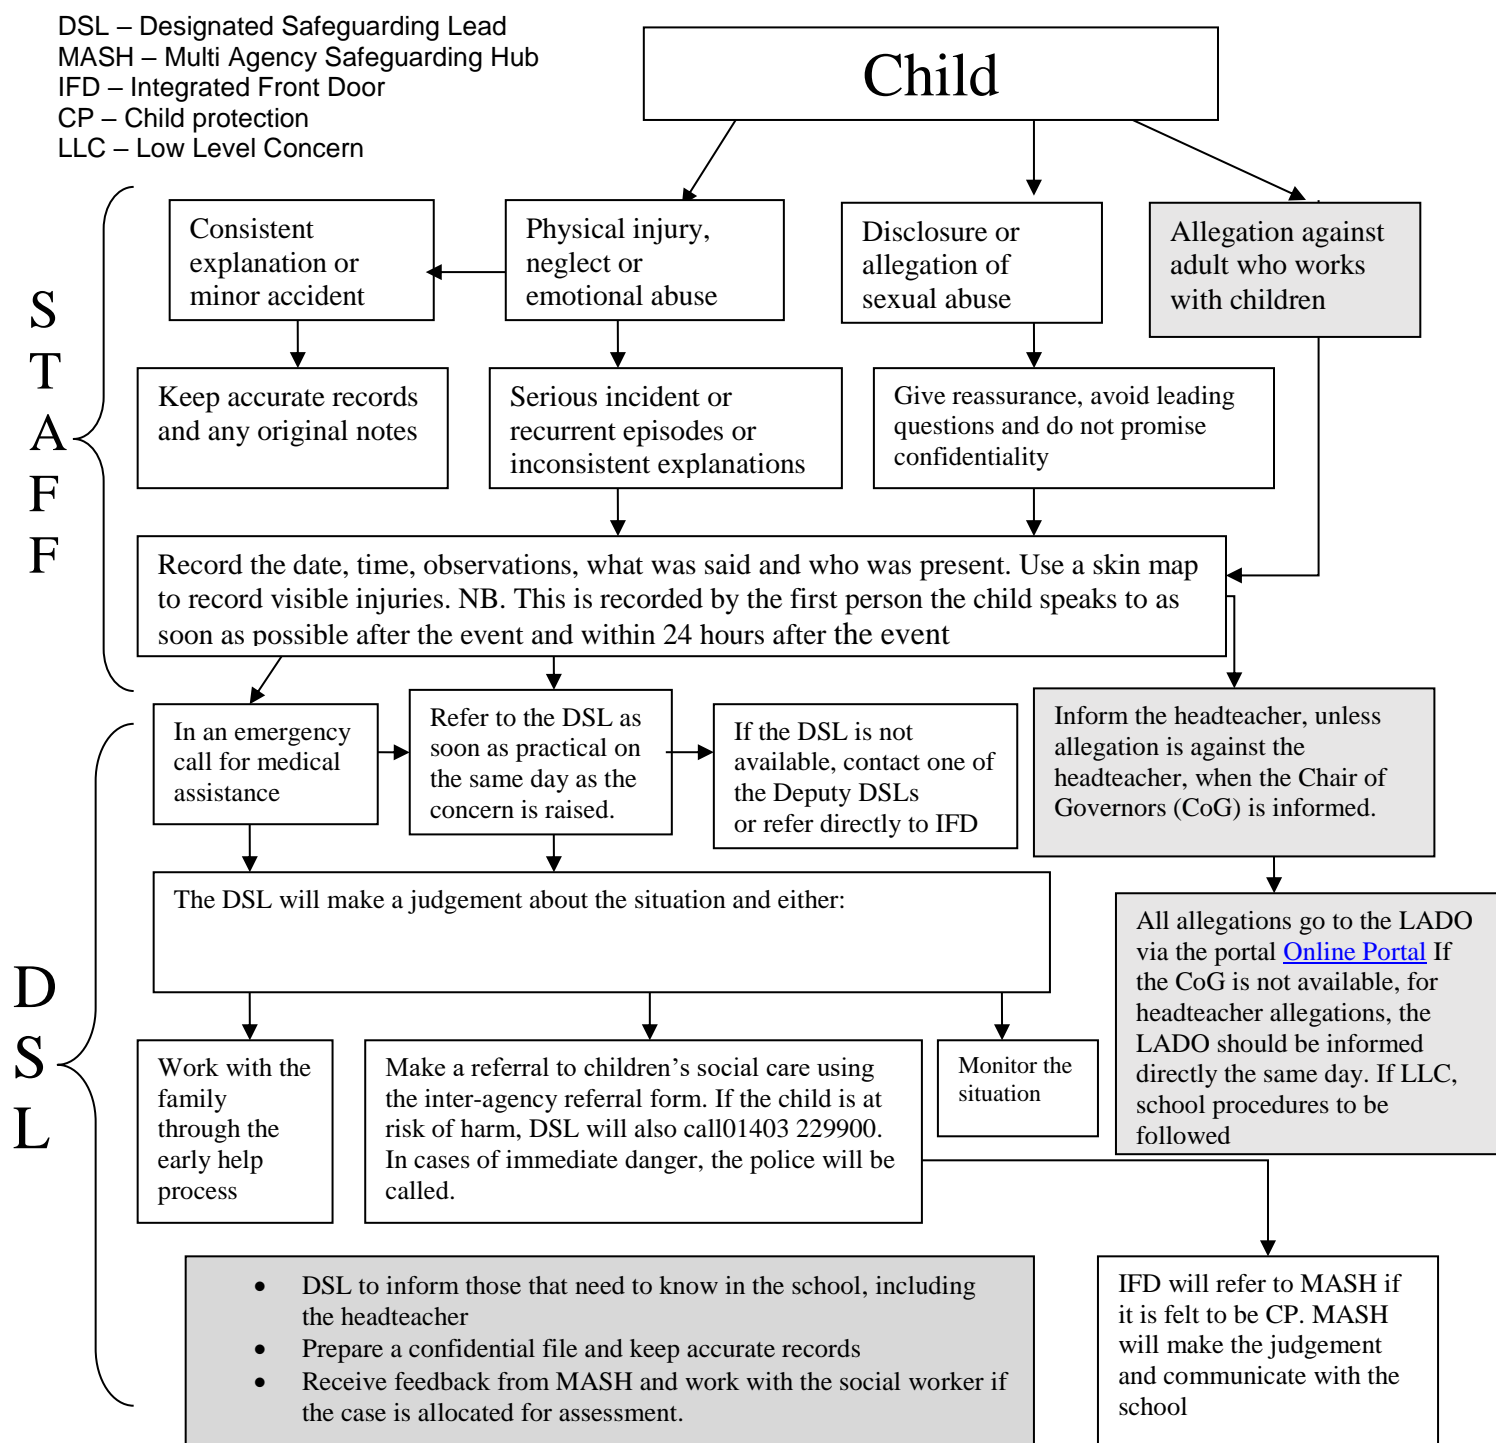 DSL – Designated Safeguarding Lead
MASH – Multi Agency Safeguarding Hub
IFD – Integrated Front Door
CP – Child protection
LLC – Low Level Concern
Child
STAFF
Consistent
explanation or
minor accident
Physical injury,
neglect or
emotional abuse
Disclosure or
allegation of
sexual abuse
Allegation against
adult who works
with children
Keep accurate records
and any original notes
Serious incident or
recurrent episodes or
inconsistent explanations
Give reassurance, avoid leading
questions and do not promise
confidentiality
Record the date, time, observations, what was said and who was present. Use a skin map
to record visible injuries. NB. This is recorded by the first person the child speaks to as
soon as possible after the event and within 24 hours after the event
DSL
In an emergency
call for medical
assistance
Refer to the DSL as
soon as practical on
the same day as the
concern is raised.
If the DSL is not
available, contact one of
the Deputy DSLs
or refer directly to IFD
Inform the headteacher, unless
allegation is against the
headteacher, when the Chair of
Governors (CoG) is informed.
The DSL will make a judgement about the situation and either:
All allegations go to the LADO
via the portal Online Portal If
the CoG is not available, for
headteacher allegations, the
LADO should be informed
directly the same day. If LLC,
school procedures to be
followed
Work with the
family
through the
early help
process
Make a referral to children’s social care using
the inter-agency referral form. If the child is at
risk of harm, DSL will also call01403 229900.
In cases of immediate danger, the police will be
called.
Monitor the
situation
• DSL to inform those that need to know in the school, including
the headteacher
• Prepare a confidential file and keep accurate records
• Receive feedback from MASH and work with the social worker if
the case is allocated for assessment.
IFD will refer to MASH if
it is felt to be CP. MASH
will make the judgement
and communicate with the
school